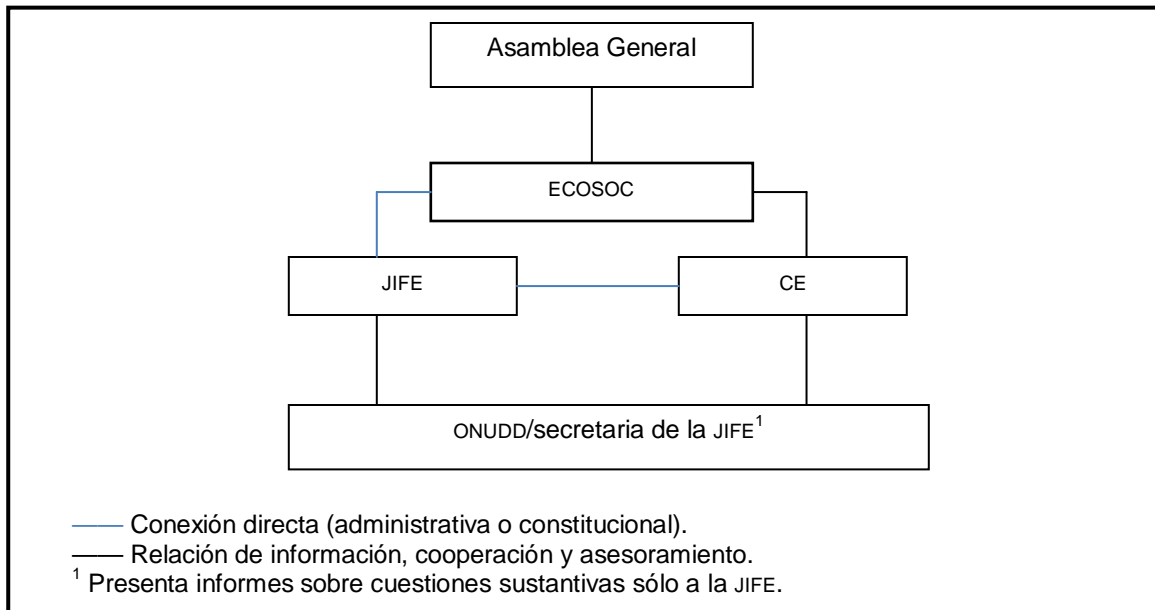 Asamblea General
ECOSOC
JIFE
CE
ONUDD/secretaria de la JIFE¹
—— Conexión directa (administrativa o constitucional).
—— Relación de información, cooperación y asesoramiento.
¹ Presenta informes sobre cuestiones sustantivas sólo a la JIFE.